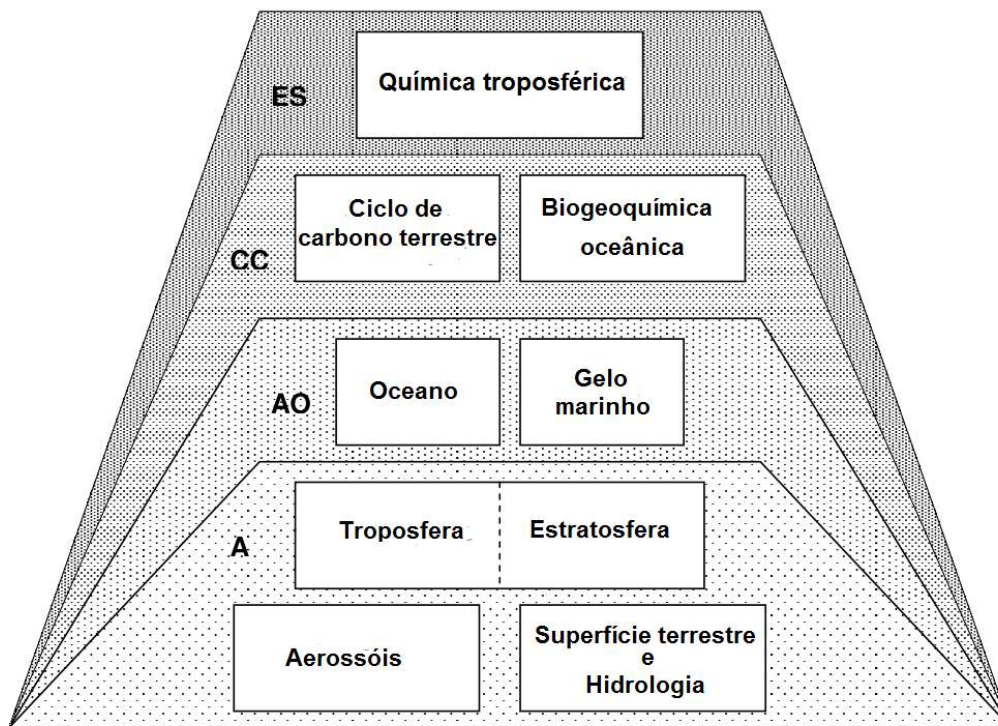 ES
Química troposférica
CC
Ciclo de
carbono terrestre
Biogeoquímica
oceânica
AO
Oceano
Gelo
marinho
A
Troposfera
Estratosfera
Aerossóis
Superfície terrestre
e
Hidrologia